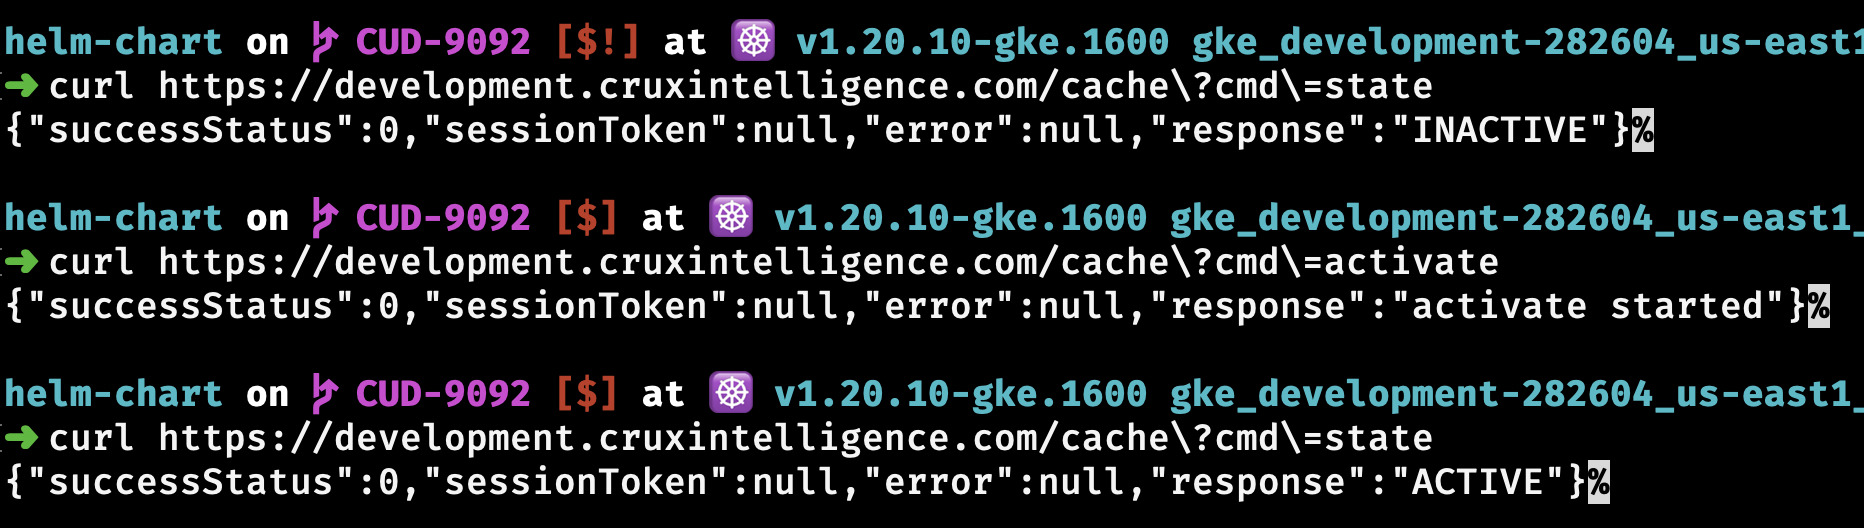 helm-chart on CUD-9092 [$!] at ☸ v1.20.10-gke.1600 gke_development-282604_us-east1
➜ curl https://development.cruxintelligence.com/cache\?cmd\=state
{"successStatus":0,"sessionToken":null,"error":null,"response":"INACTIVE"}%
helm-chart on CUD-9092 [$] at ☸ v1.20.10-gke.1600 gke_development-282604_us-east1_
➜ curl https://development.cruxintelligence.com/cache\?cmd\=activate
{"successStatus":0,"sessionToken":null,"error":null,"response":"activate started"}%
helm-chart on CUD-9092 [$] at ☸ v1.20.10-gke.1600 gke_development-282604_us-east1_
➜ curl https://development.cruxintelligence.com/cache\?cmd\=state
{"successStatus":0,"sessionToken":null,"error":null,"response":"ACTIVE"}%